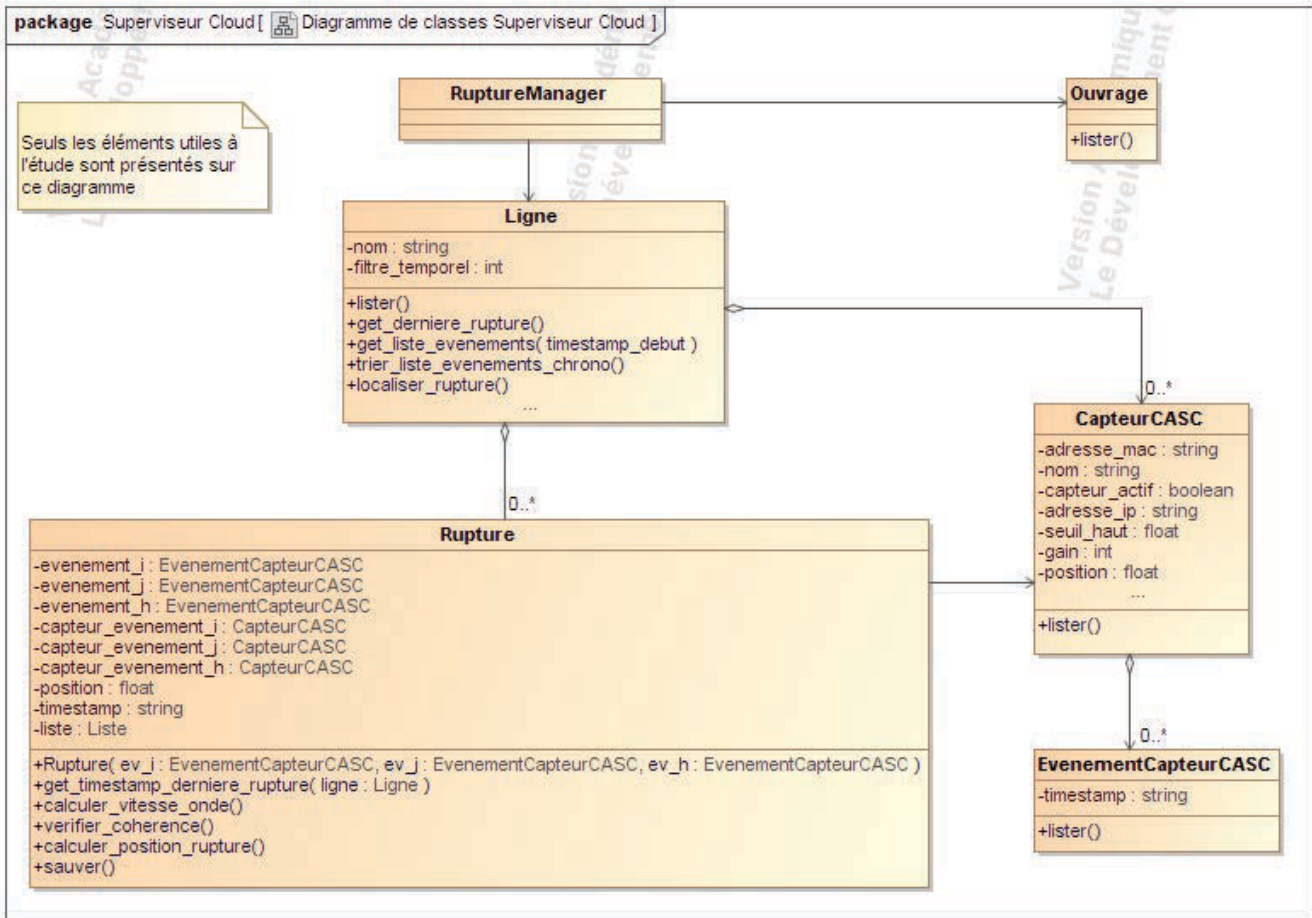 package Superviseur Cloud [ Diagramme de classes Superviseur Cloud ]
Seuls les éléments utiles à
l'étude sont présentés sur
ce diagramme
RuptureManager
Ouvrage
+lister()
Ligne
-nom : string
-filtre_temporel : int
+lister()
+get_derniere_rupture()
+get_liste_evenements( timestamp_debut )
+trier_liste_evenements_chrono()
+localiser_rupture()
...
0..*
0..*
CapteurCASC
-adresse_mac : string
-nom : string
-capteur_actif : boolean
-adresse_ip : string
-seuil_haut : float
-gain : int
-position : float
...
+lister()
Rupture
-evenement_i : EvenementCapteurCASC
-evenement_j : EvenementCapteurCASC
-evenement_h : EvenementCapteurCASC
-capteur_evenement_i : CapteurCASC
-capteur_evenement_j : CapteurCASC
-capteur_evenement_h : CapteurCASC
-position : float
-timestamp : string
-liste : Liste
+Rupture( ev_i : EvenementCapteurCASC, ev_j : EvenementCapteurCASC, ev_h : EvenementCapteurCASC )
+get_timestamp_derniere_rupture( ligne : Ligne )
+calculer_vitesse_onde()
+verifier_coherence()
+calculer_position_rupture()
+sauver()
0..*
EvenementCapteurCASC
-timestamp : string
+lister()
Version
Le Dével